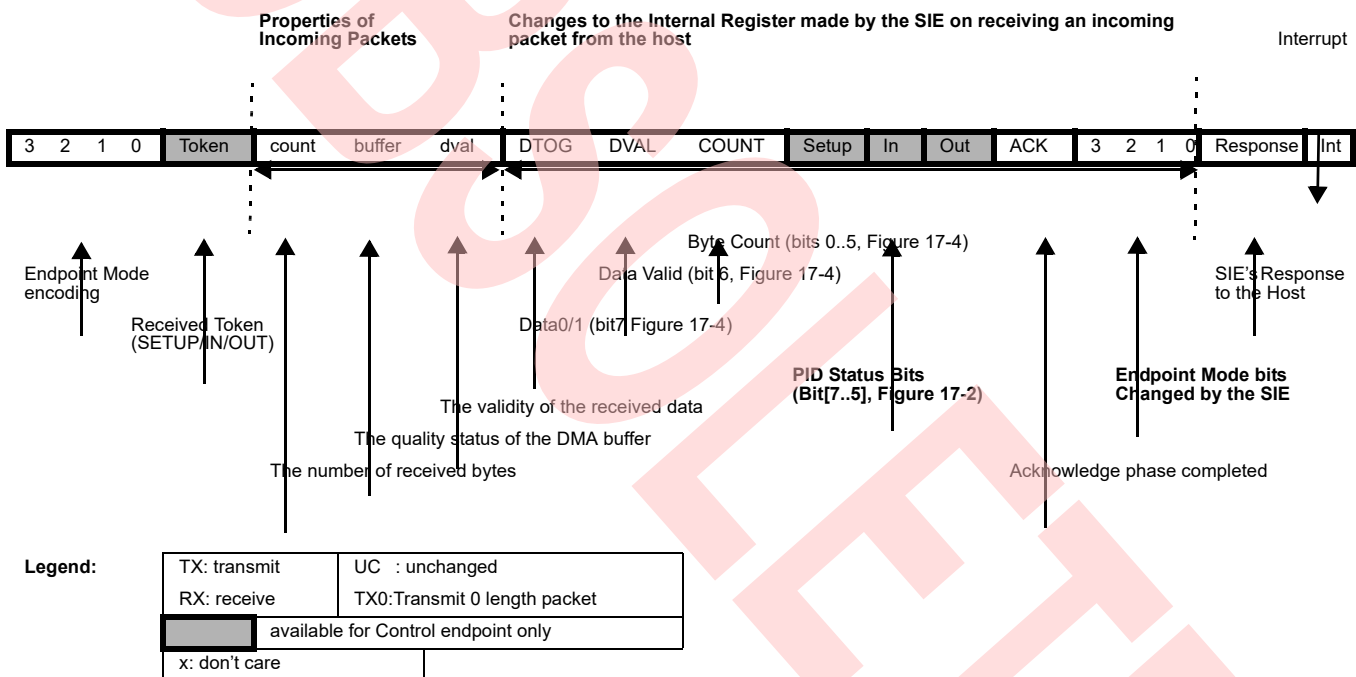 Properties of
Incoming Packets
Changes to the Internal Register made by the SIE on receiving an incoming
packet from the host
Interrupt
3 2 1 0 Token count buffer dval DTOG DVAL COUNT Setup In Out ACK 3 2 1 0 Response Int
Byte Count (bits 0..5, Figure 17-4)
Endpoint Mode
encoding
Data Valid (bit 6, Figure 17-4)
SIE's Response
to the Host
Received Token
(SETUP/IN/OUT)
Data0/1 (bit7 Figure 17-4)
PID Status Bits
(Bit[7..5], Figure 17-2)
Endpoint Mode bits
Changed by the SIE
The validity of the received data
The quality status of the DMA buffer
The number of received bytes
Acknowledge phase completed
Legend:
TX: transmit
UC : unchanged
RX: receive
TX0:Transmit 0 length packet
available for Control endpoint only
x: don't care